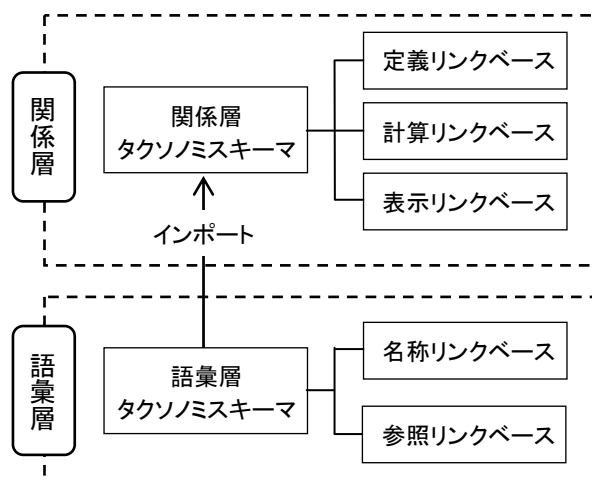 関係層
関係層
タクソノミスキーマ
定義リンクベース
計算リンクベース
表示リンクベース
インポート
語彙層
語彙層
タクソノミスキーマ
名称リンクベース
参照リンクベース